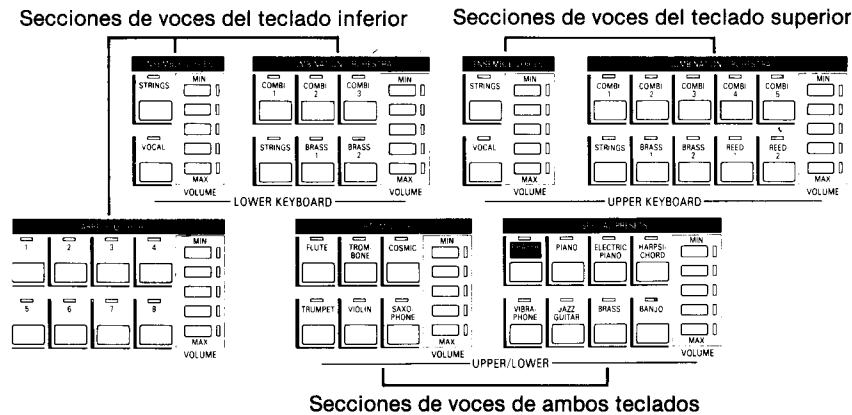 Secciones de voces del teclado inferior
Secciones de voces del teclado superior
STRINGS
VOCAL
MIN
MAX
VOLUME
COMBI 1
COMBI 2
COMBI 3
STRINGS
BRASS 1
BRASS 2
MIN
MAX
VOLUME
LOWER KEYBOARD
STRINGS
VOCAL
MIN
MAX
VOLUME
COMBI 1
COMBI 2
COMBI 3
COMBI 4
COMBI 5
STRINGS
BRASS 1
BRASS 2
REED 1
REED 2
MIN
MAX
VOLUME
UPPER KEYBOARD
1
2
3
4
5
6
7
8
MIN
MAX
VOLUME
FLUTE
TROM-
BONE
COSMIC
TRUMPET
VIOLIN
SAXO-
PHONE
MIN
MAX
VOLUME
PIANO
ELECTRIC
PIANO
HARPSI-
CHORD
VIBRA-
PHONE
JAZZ
GUITAR
BRASS
BANJO
MIN
MAX
VOLUME
UPPER/LOWER
Secciones de voces de ambos teclados